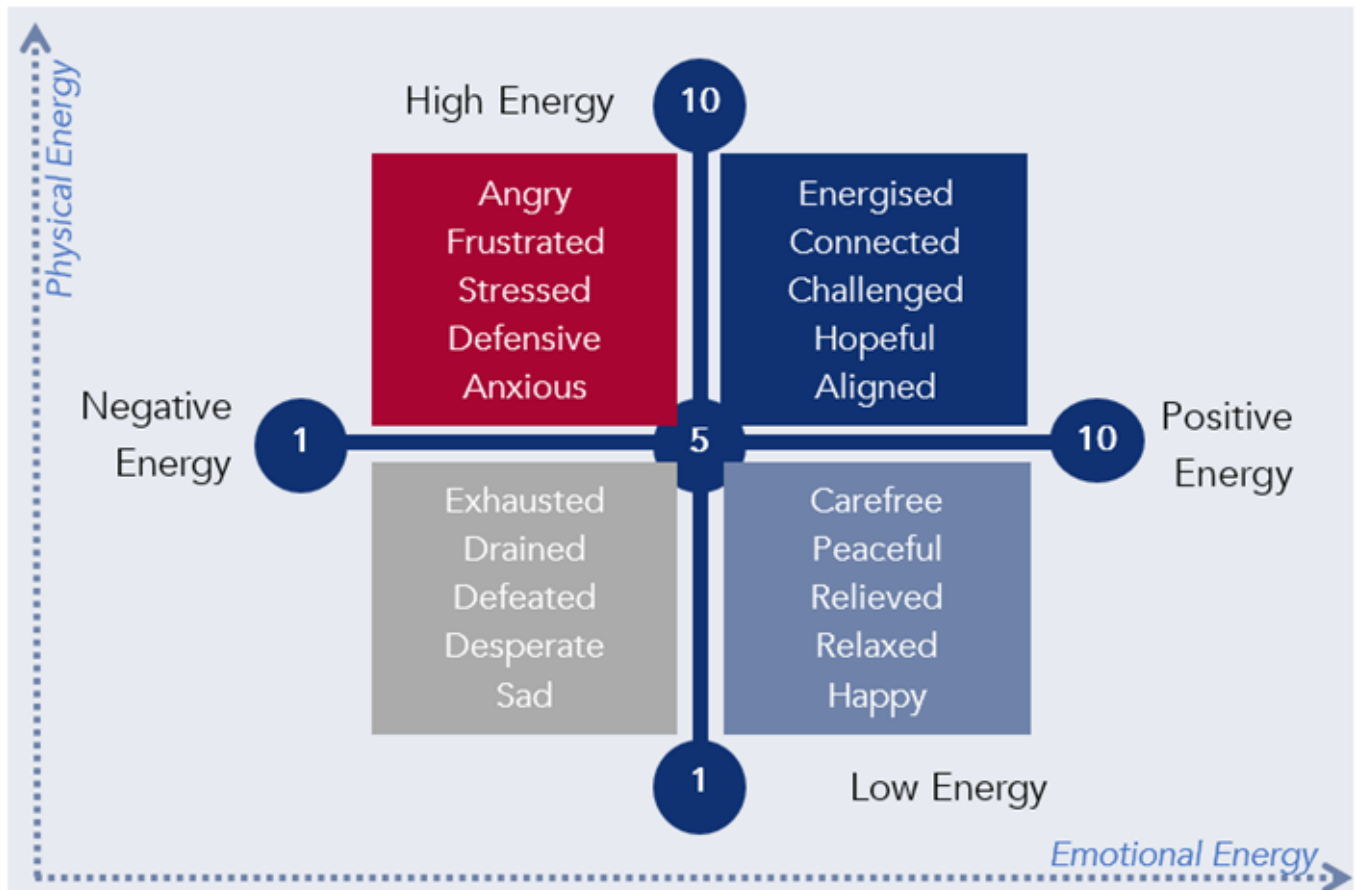 Physical Energy
High Energy
10
Angry
Frustrated
Stressed
Defensive
Anxious
Energised
Connected
Challenged
Hopeful
Aligned
Negative
Energy
1
5
10
Positive
Energy
Exhausted
Drained
Defeated
Desperate
Sad
Carefree
Peaceful
Relieved
Relaxed
Happy
1
Low Energy
Emotional Energy